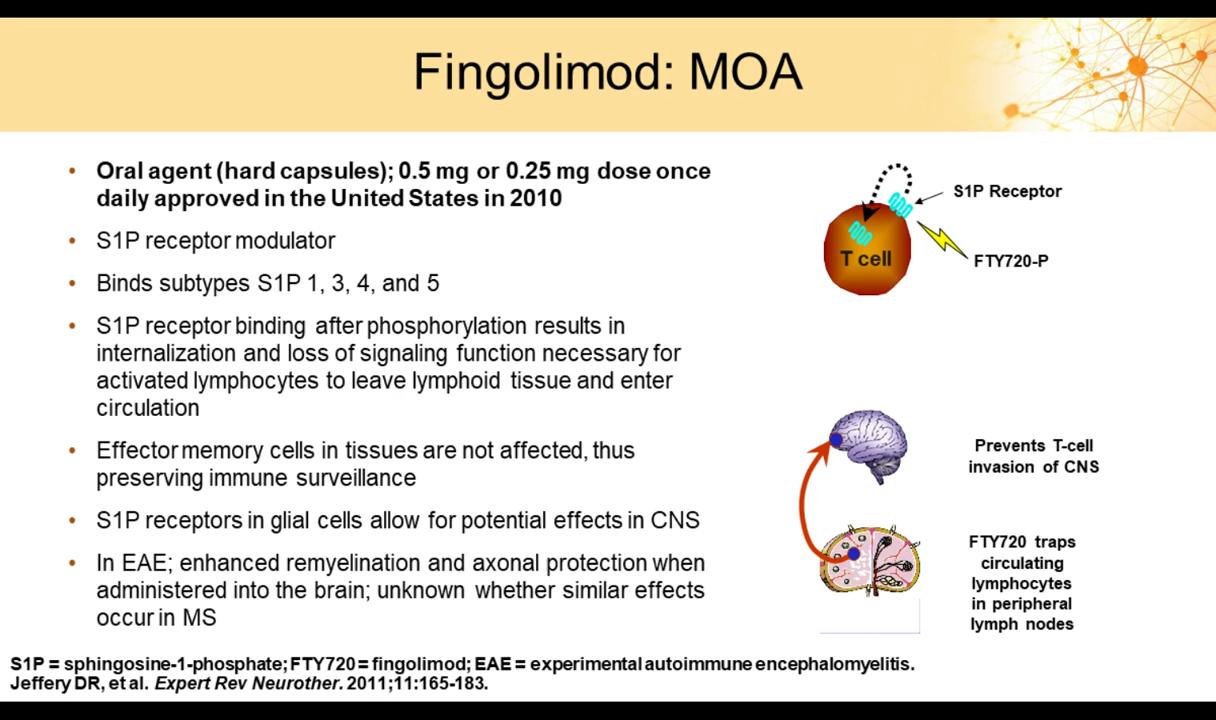 Fingolimod: MOA
• Oral agent (hard capsules); 0.5 mg or 0.25 mg dose once
daily approved in the United States in 2010
• S1P receptor modulator
• Binds subtypes S1P 1, 3, 4, and 5
• S1P receptor binding after phosphorylation results in
internalization and loss of signaling function necessary for
activated lymphocytes to leave lymphoid tissue and enter
circulation
• Effector memory cells in tissues are not affected, thus
preserving immune surveillance
• S1P receptors in glial cells allow for potential effects in CNS
• In EAE; enhanced remyelination and axonal protection when
administered into the brain; unknown whether similar effects
occur in MS
S1P Receptor
T cell
FTY720-P
Prevents T-cell
invasion of CNS
FTY720 traps
circulating
lymphocytes
in peripheral
lymph nodes
S1P = sphingosine-1-phosphate; FTY720 = fingolimod; EAE = experimental autoimmune encephalomyelitis.
Jeffery DR, et al. Expert Rev Neurother. 2011;11:165-183.